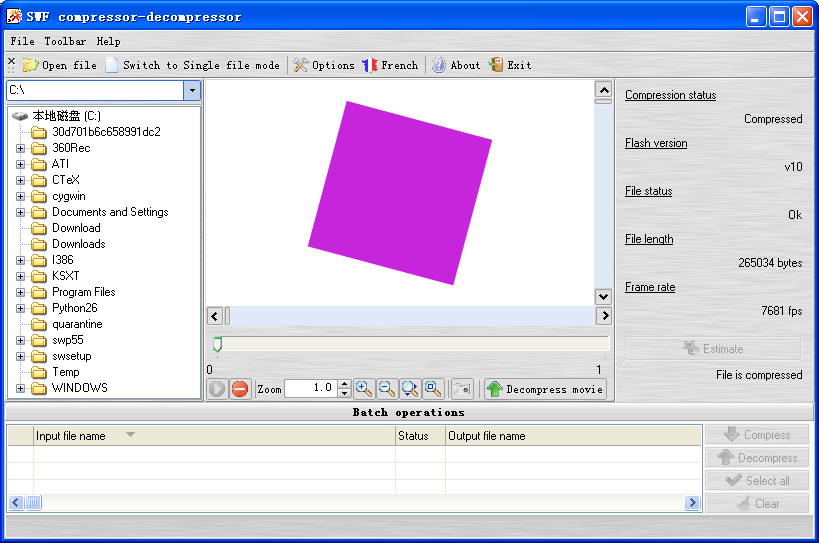 SWF compressor-decompressor
File Toolbar Help
Open file Switch to Single file mode Options French About Exit
C:\
本地磁盘 (C:)
30d701b6c658991dc2
360Rec
ATI
CTeX
cygwin
Documents and Settings
Download
Downloads
I386
KSXT
Program Files
Python26
quarantine
swp55
swsetup
Temp
WINDOWS
0 1
Zoom 1.0 Decompress movie
Compression status
Compressed
Flash version
v10
File status
Ok
File length
265034 bytes
Frame rate
7681 fps
Estimate
File is compressed
Batch operations
Input file name Status Output file name
Compress
Decompress
Select all
Clear